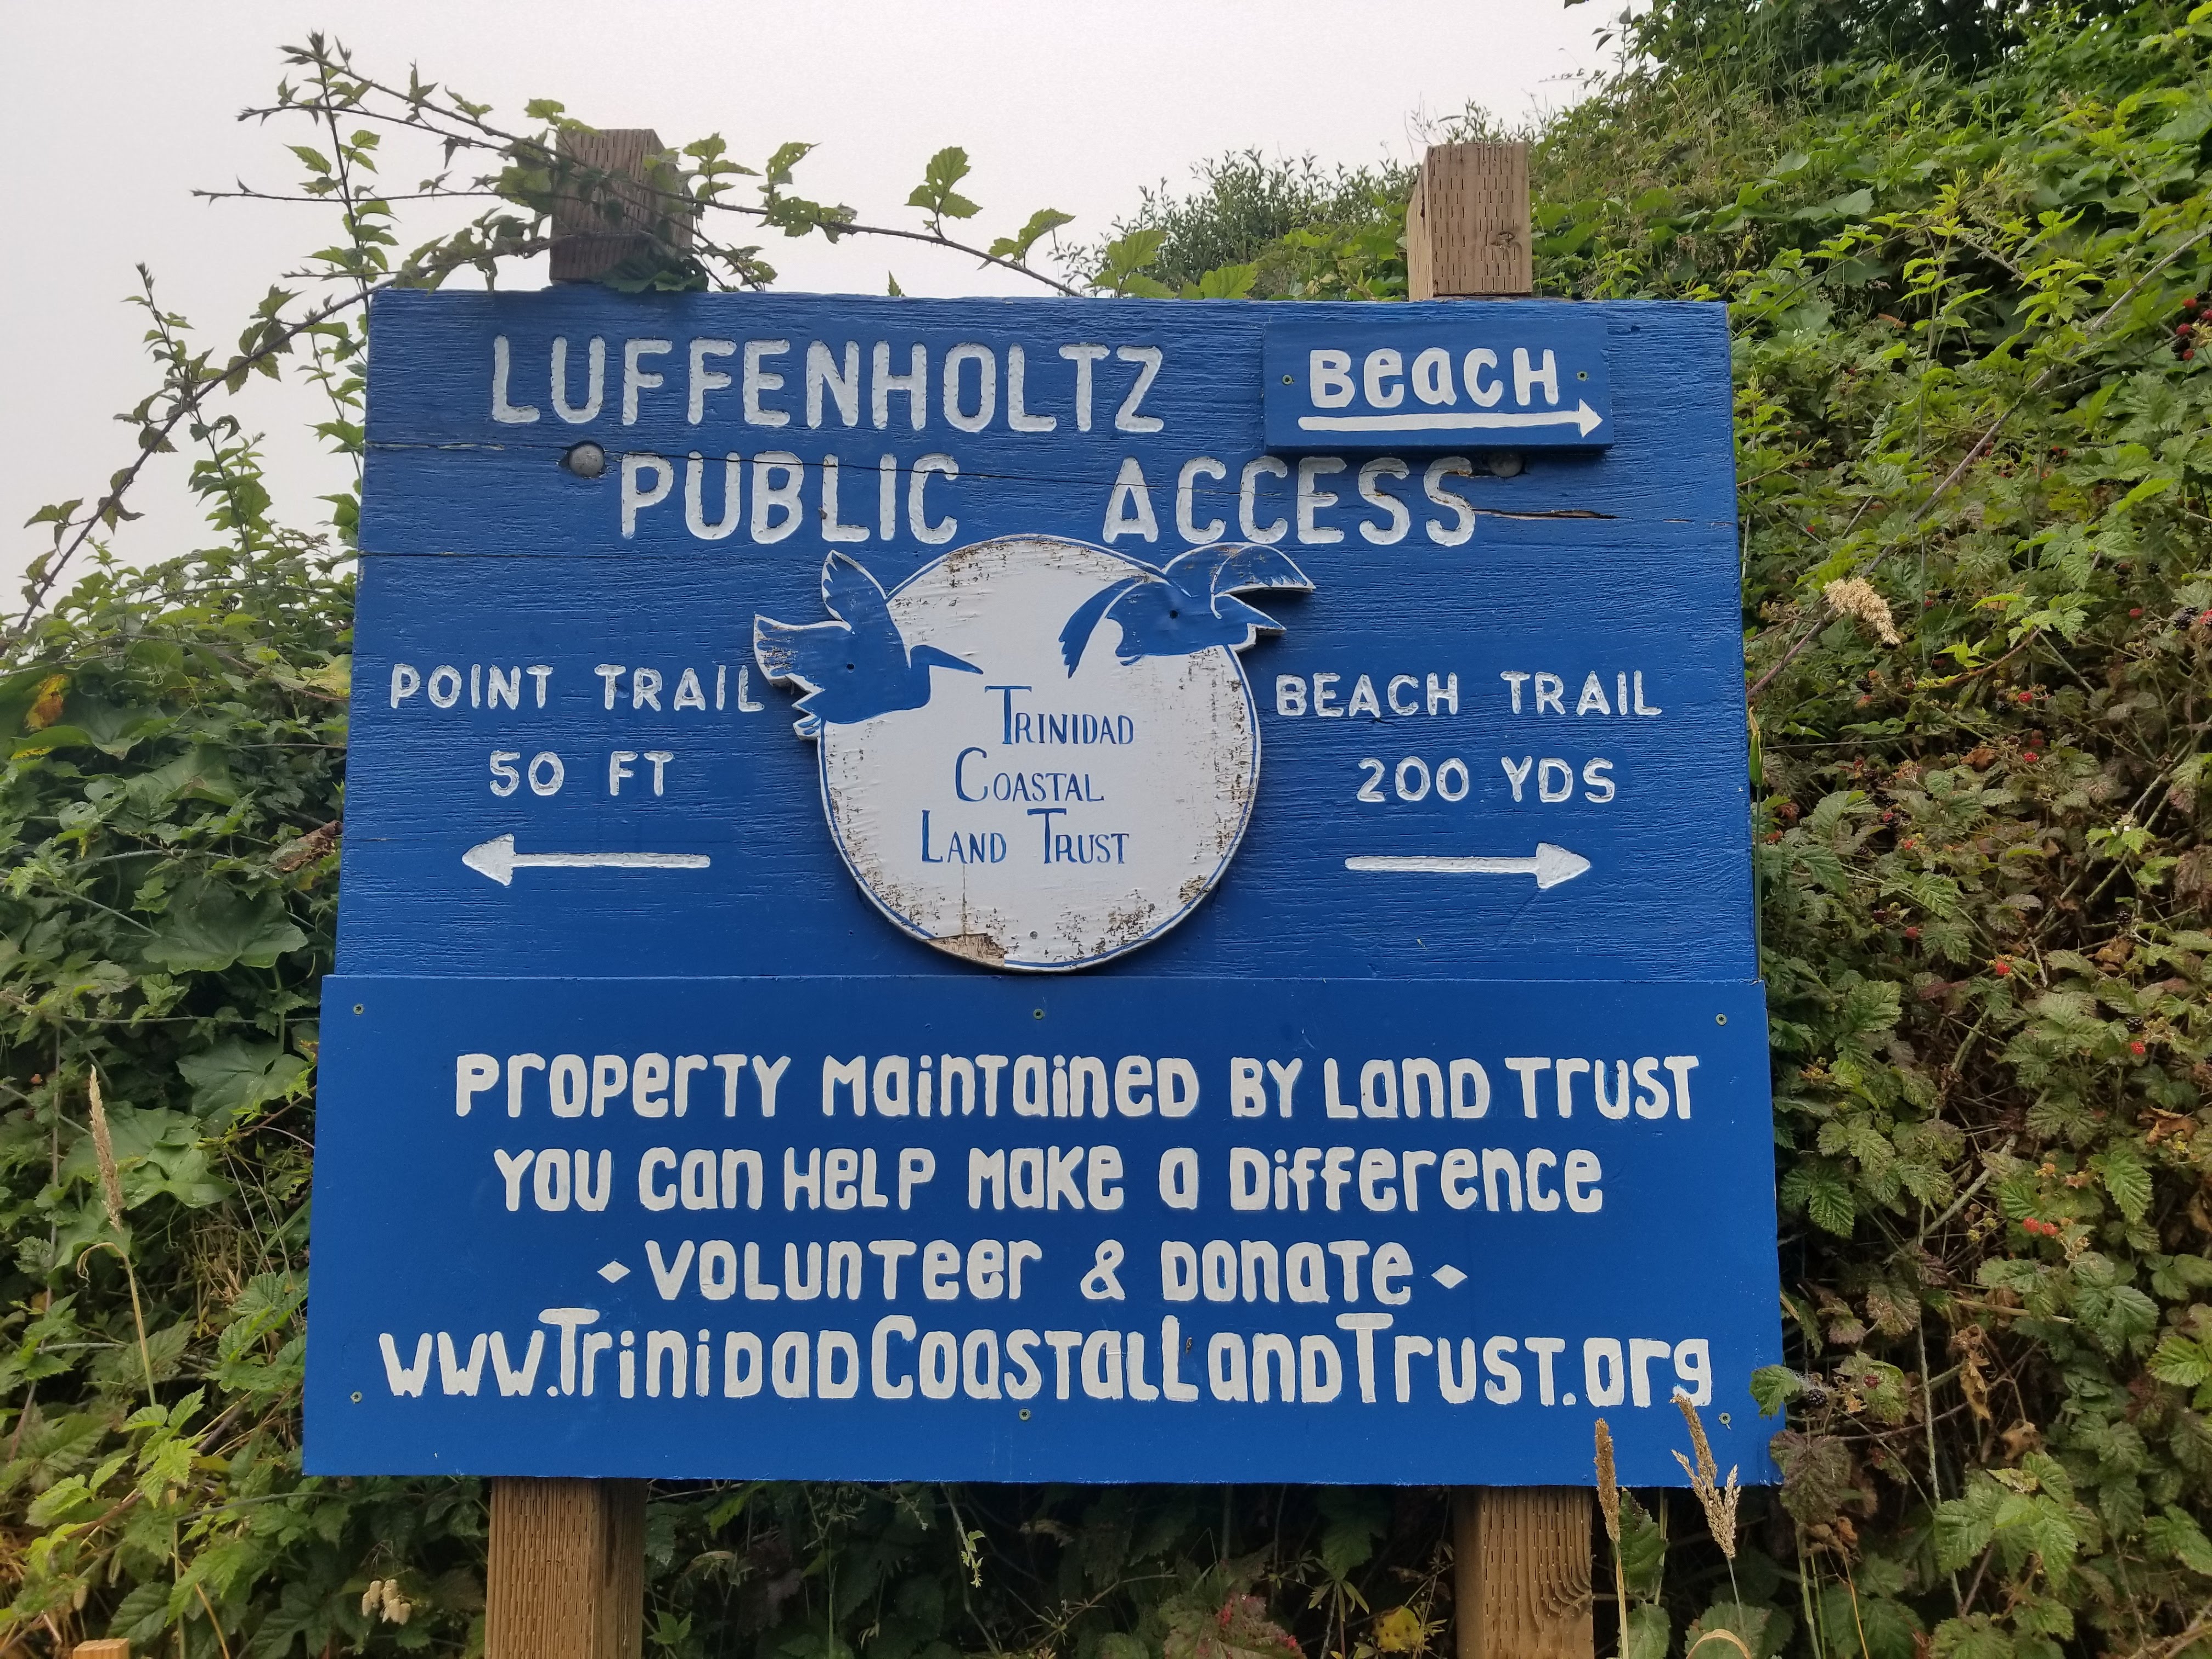 LUFFENHOLTZ
BEACH
PUBLIC ACCESS
POINT TRAIL
50 FT
TRINIDAD
COASTAL
LAND TRUST
BEACH TRAIL
200 YDS
PROPERTY MAINTAINED BY LAND TRUST
YOU CAN HELP MAKE A DIFFERENCE
VOLUNTEER & DONATE
www.TrinidadCoastalLandTrust.org